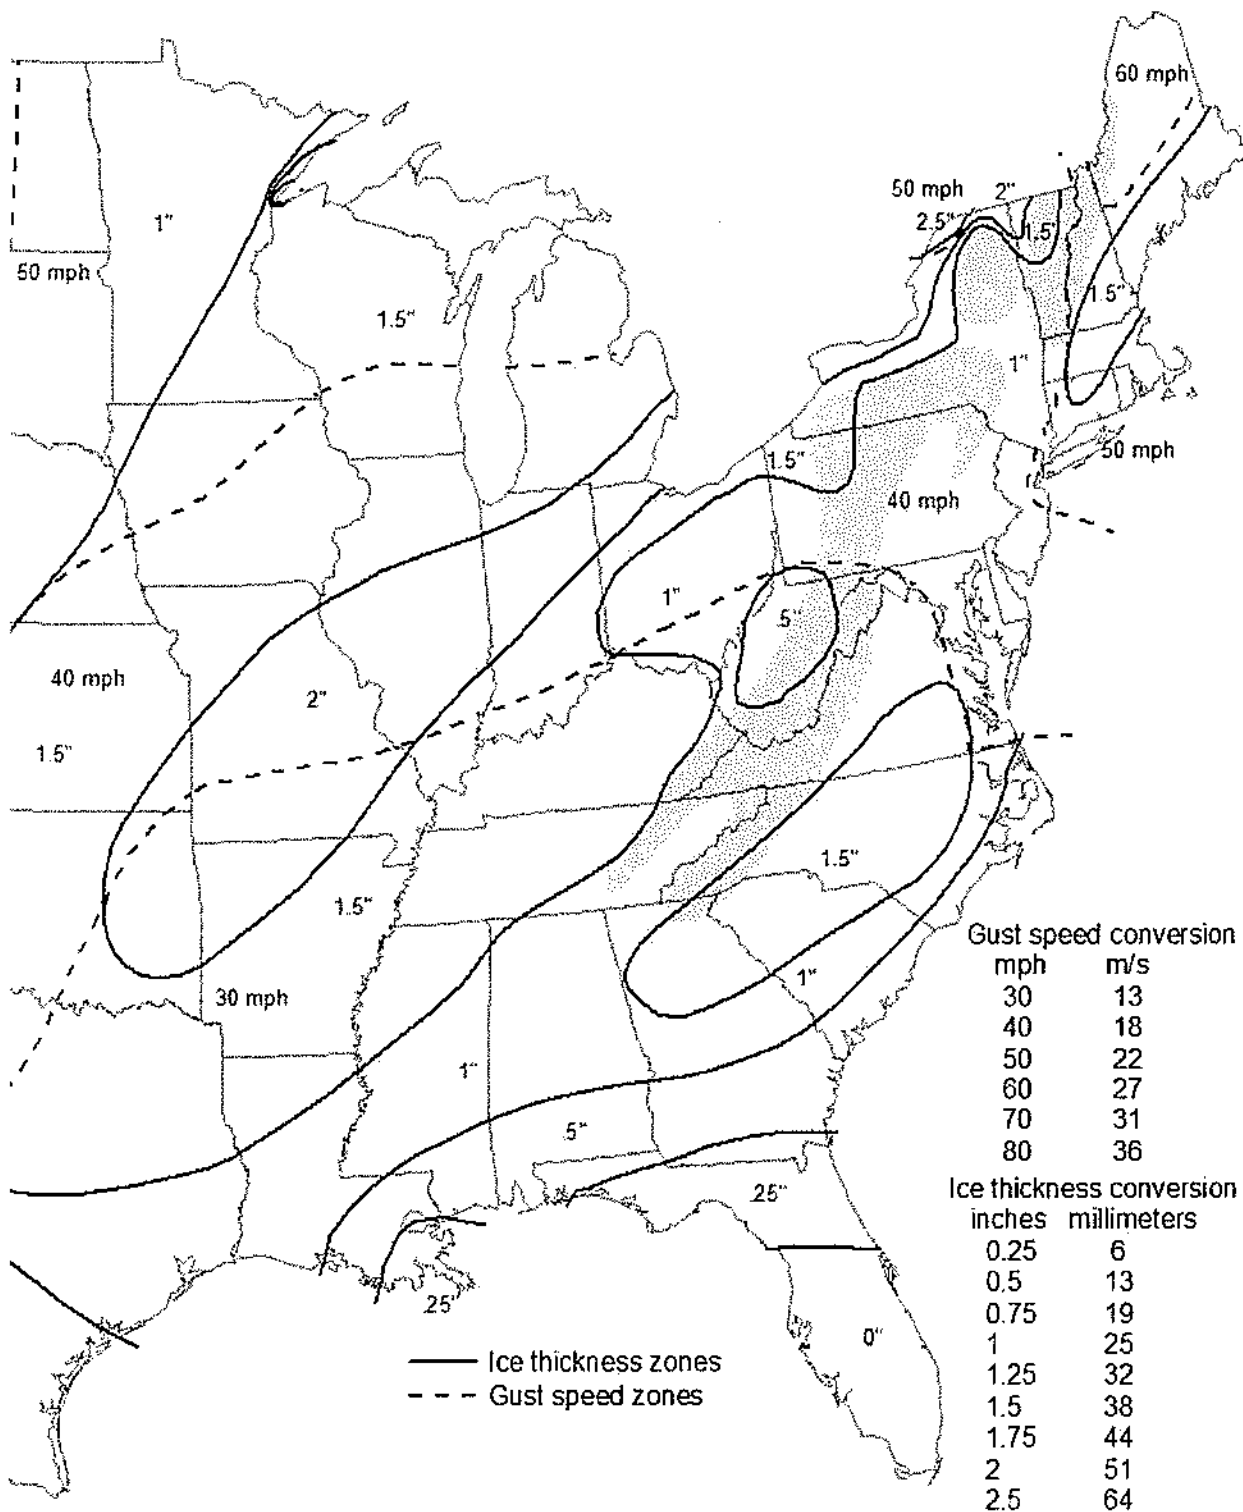 60 mph
50 mph
2"
2.5"
1.5"
1"
50 mph
1.5"
1.5"
1"
50 mph
1.5"
40 mph
1"
.5"
40 mph
2"
1.5"
1.5"
1.5"
Gust speed conversion
mph m/s
30 13
40 18
50 22
60 27
70 31
80 36
1"
30 mph
1"
.5"
Ice thickness conversion
inches millimeters
0.25 6
0.5 13
0.75 19
1 25
1.25 32
1.5 38
1.75 44
2 51
2.5 64
.25"
.25"
0"
Ice thickness zones
Gust speed zones